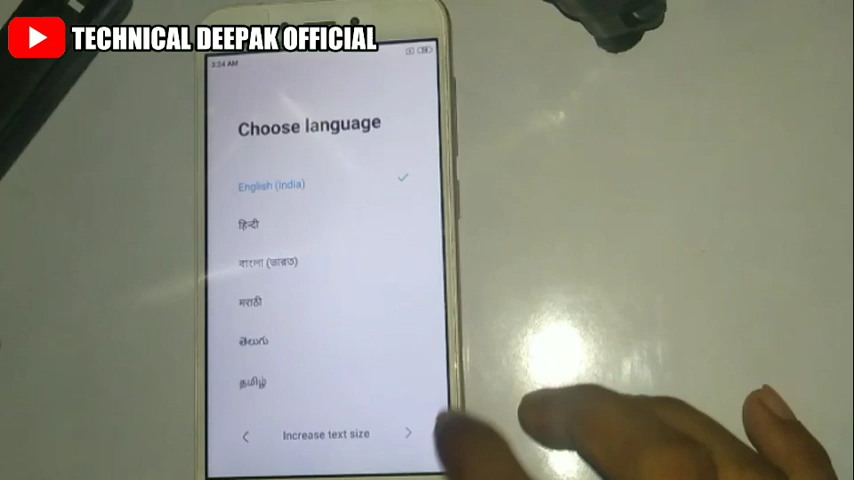 TECHNICAL DEEPAK OFFICIAL
3:24 AM
Choose language
English (India)
हिन्दी
বাংলা (ভারত)
मराठी
తెలుగు
தமிழ்
Increase text size